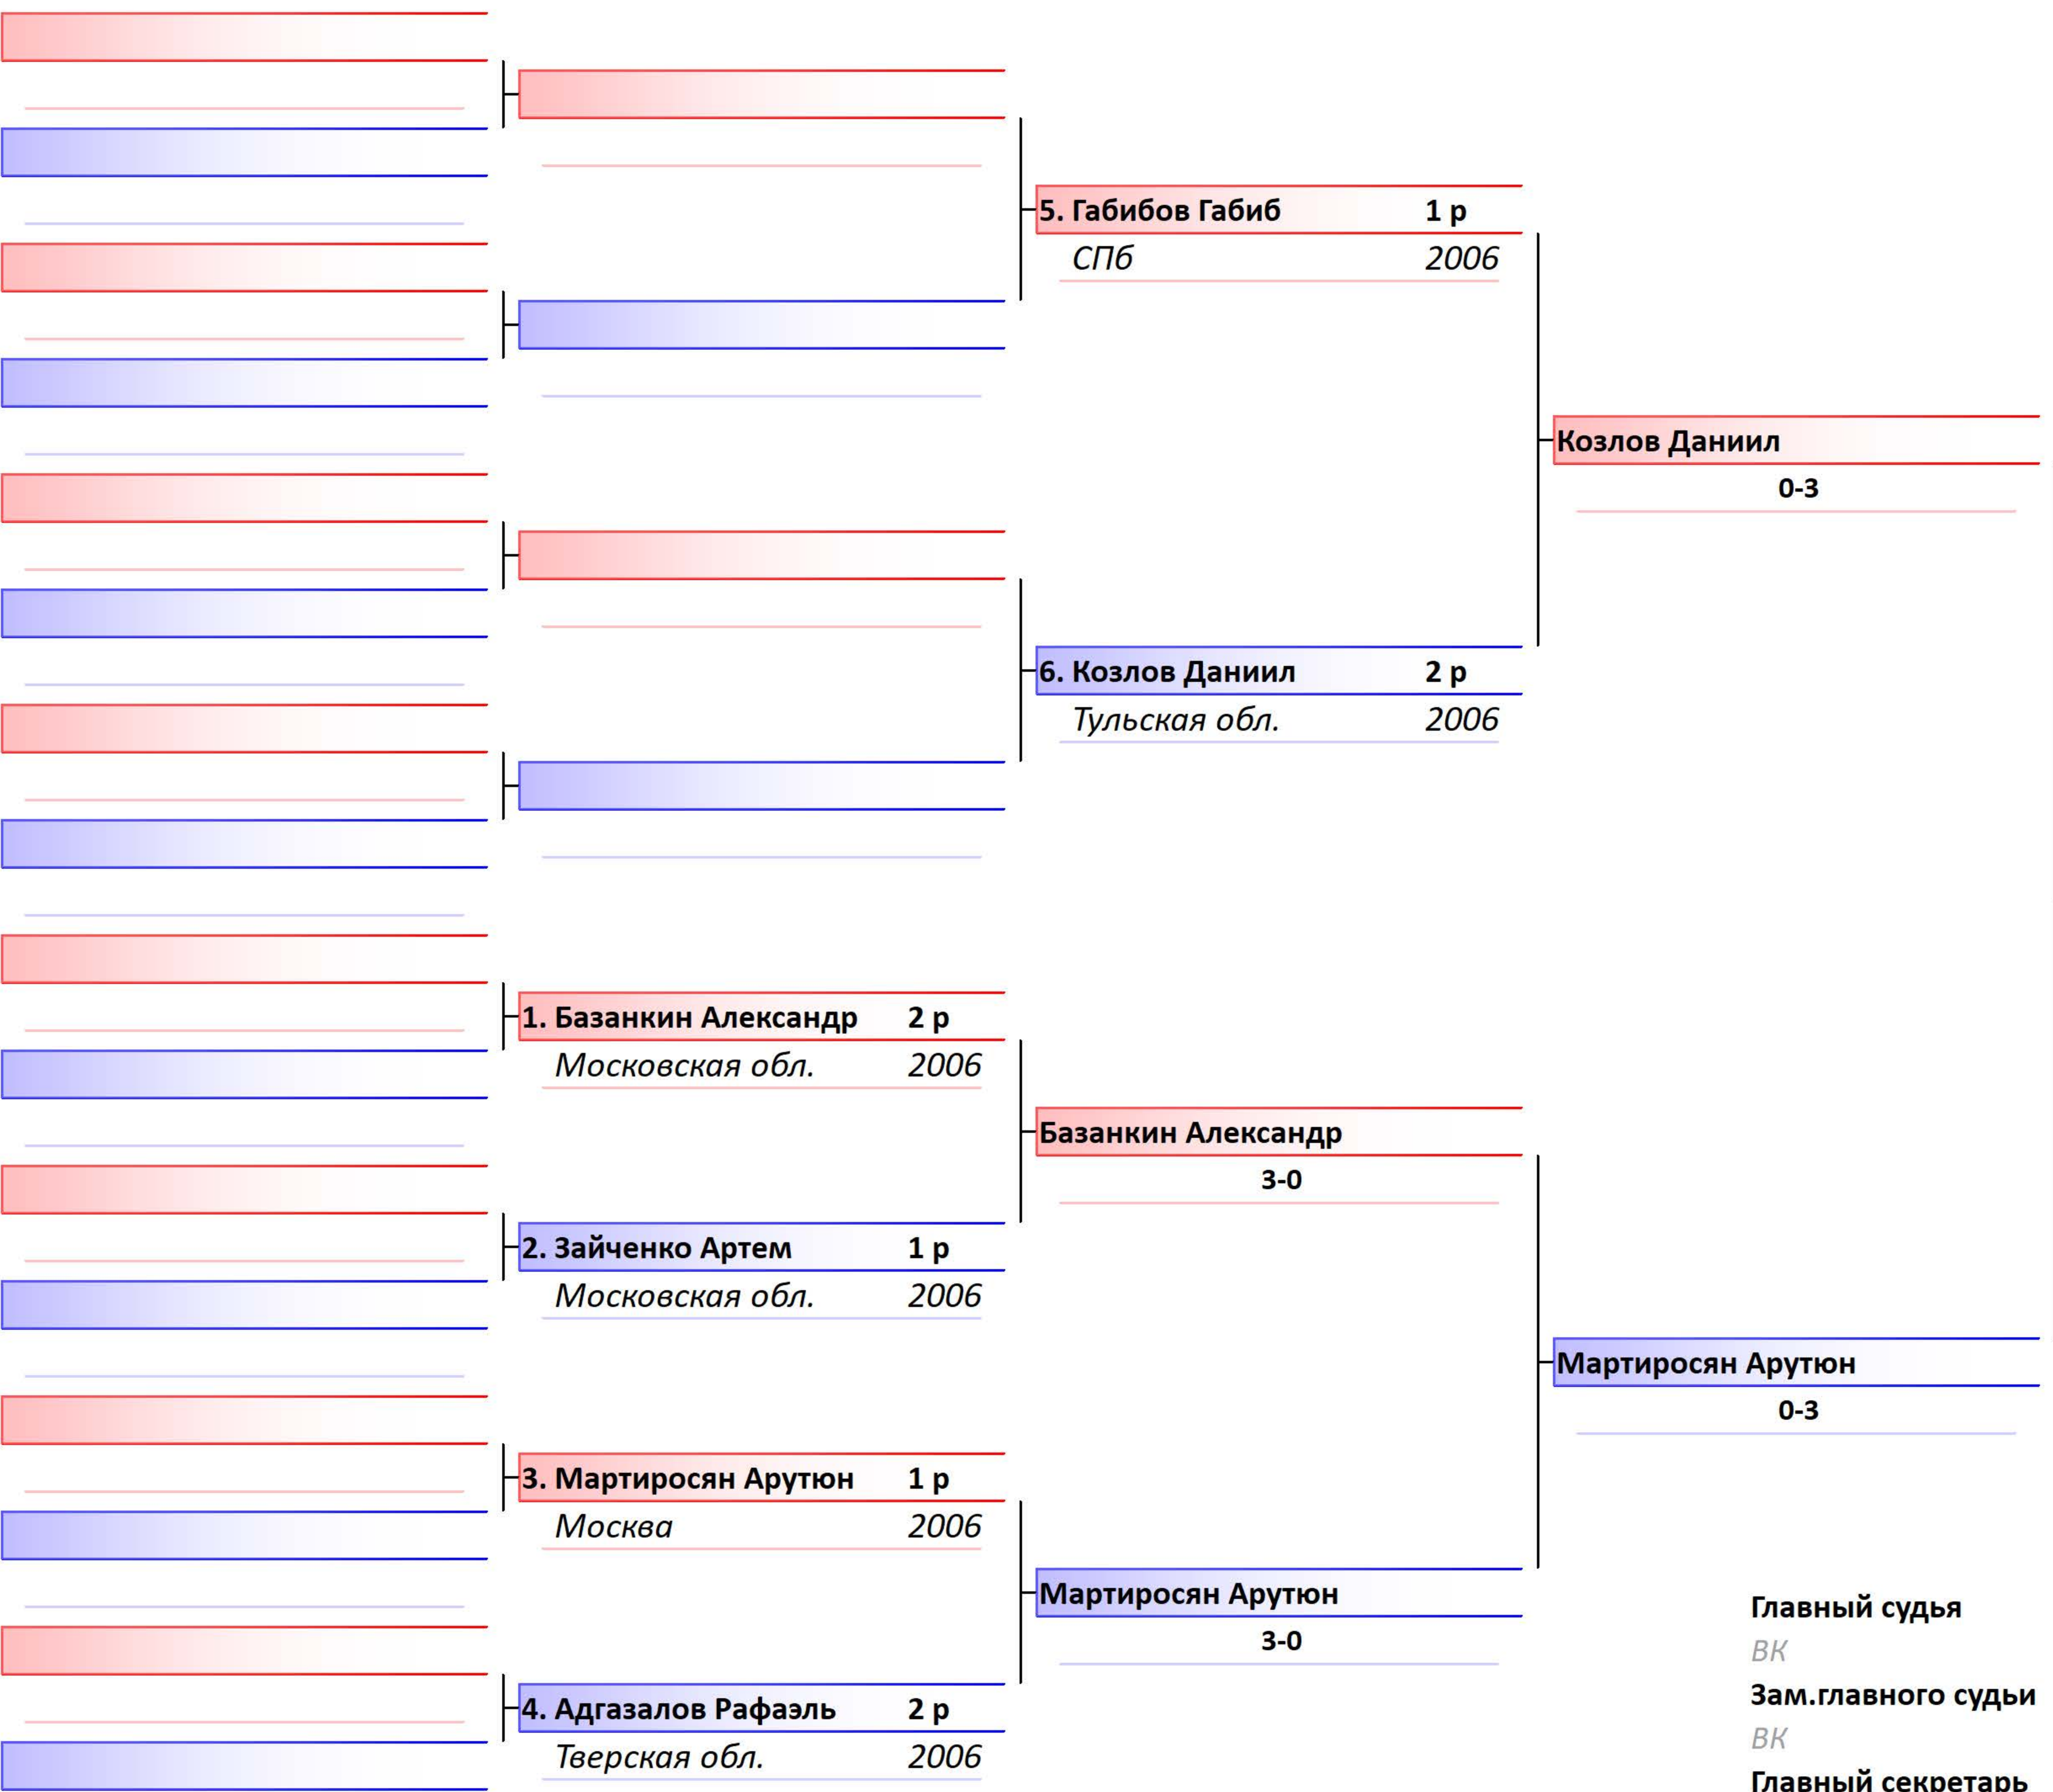 5. Габибов Габиб 1 р
СПб 2006
Козлов Даниил
0-3
6. Козлов Даниил 2 р
Тульская обл. 2006
1. Базанкин Александр 2 р
Московская обл. 2006
Базанкин Александр
3-0
2. Зайченко Артем 1 р
Московская обл. 2006
Мартиросян Арутюн
0-3
3. Мартиросян Арутюн 1 р
Москва 2006
Мартиросян Арутюн
3-0
4. Адгазалов Рафаэль 2 р
Тверская обл. 2006
Главный судья
ВК
Зам.главного судьи
ВК
Главный секретарь